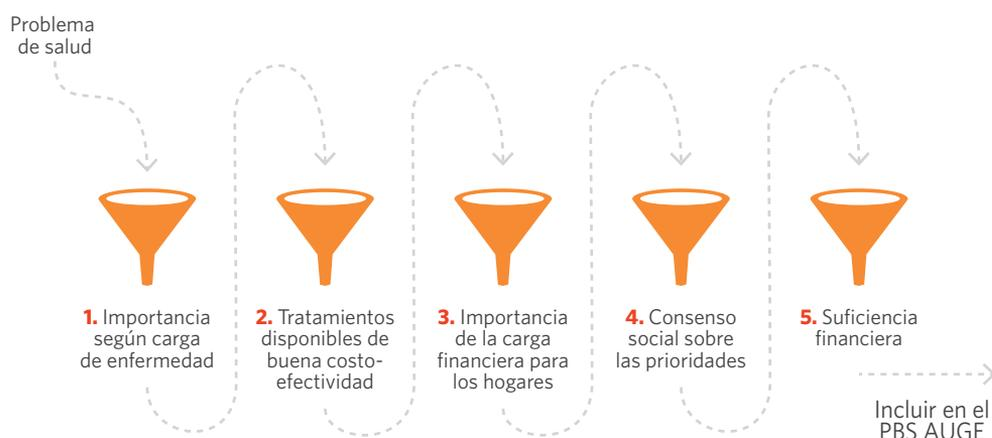 Problema
de salud
1. Importancia
según carga
de enfermedad
2. Tratamientos
disponibles de
buena costo-
efectividad
3. Importancia
de la carga
financiera para
los hogares
4. Consenso
social sobre
las prioridades
5. Suficiencia
financiera
Incluir en el
PBS AUGE